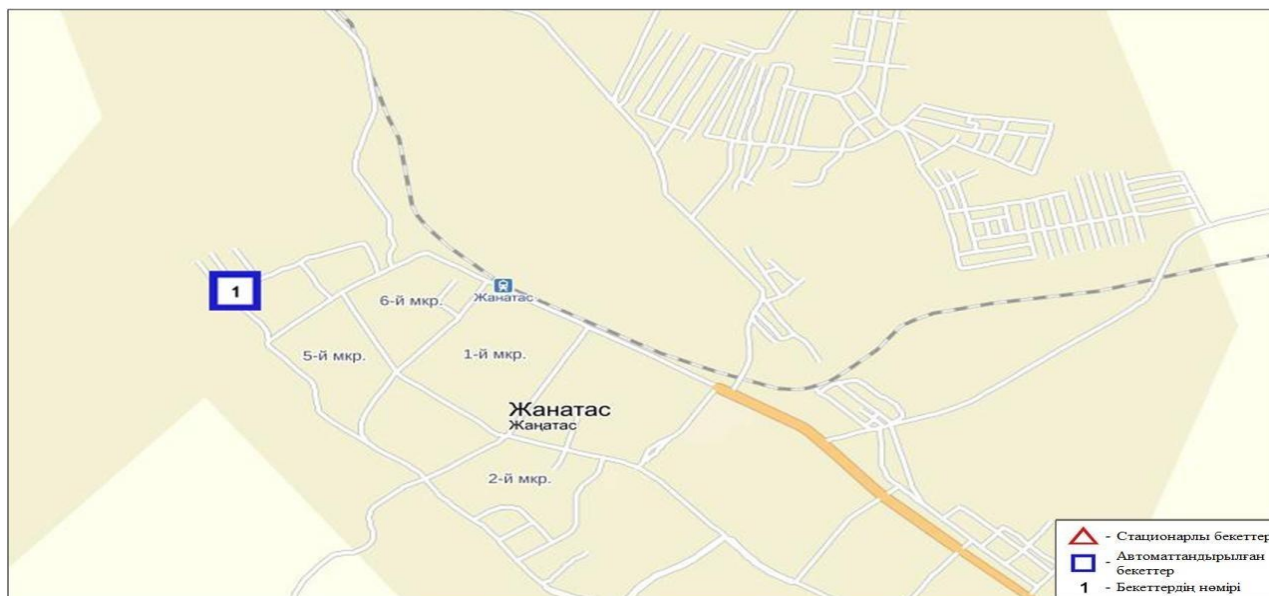 1
6-й мкр.
Жанатас
5-й мкр.
1-й мкр.
Жанатас
Жаңатас
2-й мкр.
- Стационарлы бекеттер
- Автоматтандырылған
бекеттер
1 - Бекеттердің нөмірі